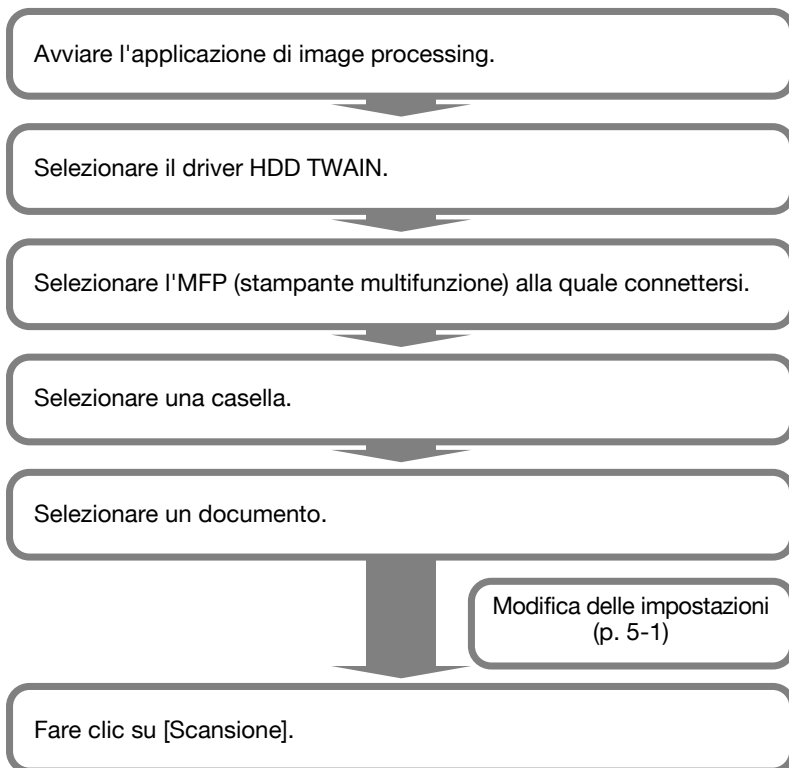 Avviare l'applicazione di image processing.
Selezionare il driver HDD TWAIN.
Selezionare l'MFP (stampante multifunzione) alla quale connettersi.
Selezionare una casella.
Selezionare un documento.
Modifica delle impostazioni
(p. 5-1)
Fare clic su [Scansione].